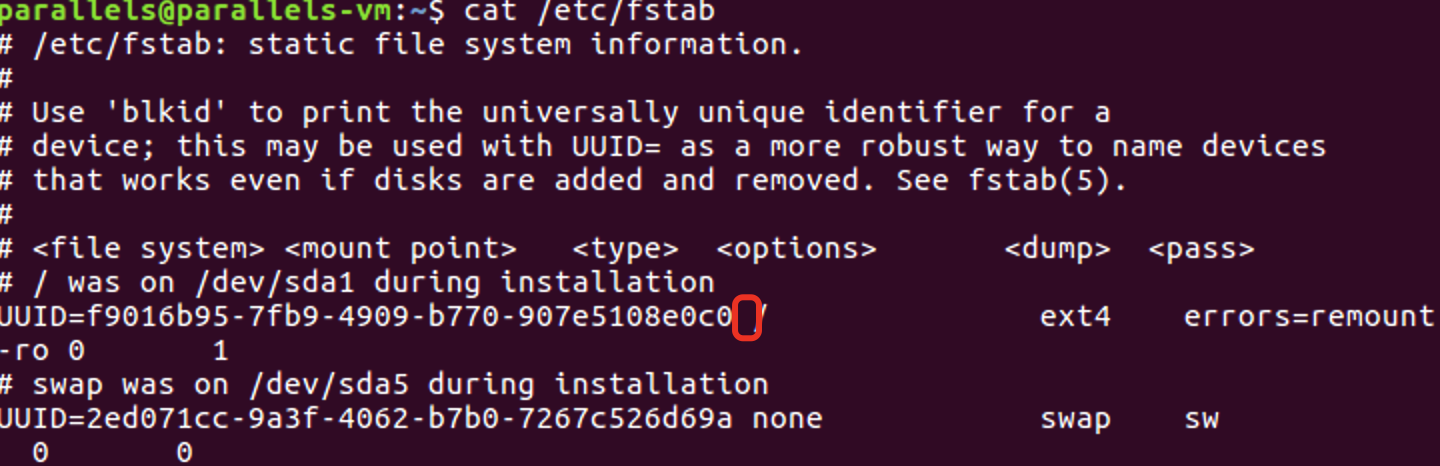 parallels@parallels-vm:~$ cat /etc/fstab
# /etc/fstab: static file system information.
#
# Use 'blkid' to print the universally unique identifier for a
# device; this may be used with UUID= as a more robust way to name devices
# that works even if disks are added and removed. See fstab(5).
#
# <file system> <mount point>   <type>  <options>       <dump>  <pass>
# / was on /dev/sda1 during installation
UUID=f9016b95-7fb9-4909-b770-907e5108e0c0 /               ext4    errors=remount
-ro 0       1
# swap was on /dev/sda5 during installation
UUID=2ed071cc-9a3f-4062-b7b0-7267c526d69a none            swap    sw
  0       0